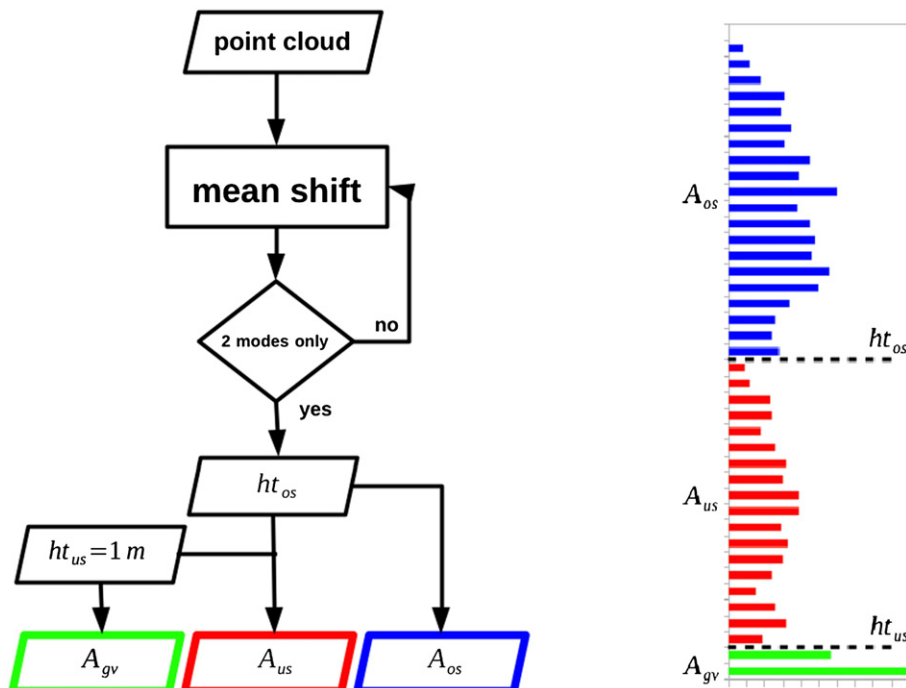 point cloud
mean shift
2 modes only
no
yes
ht_os
ht_us=1 m
A_gv
A_us
A_os
A_os
ht_os
A_us
ht_us
A_gv